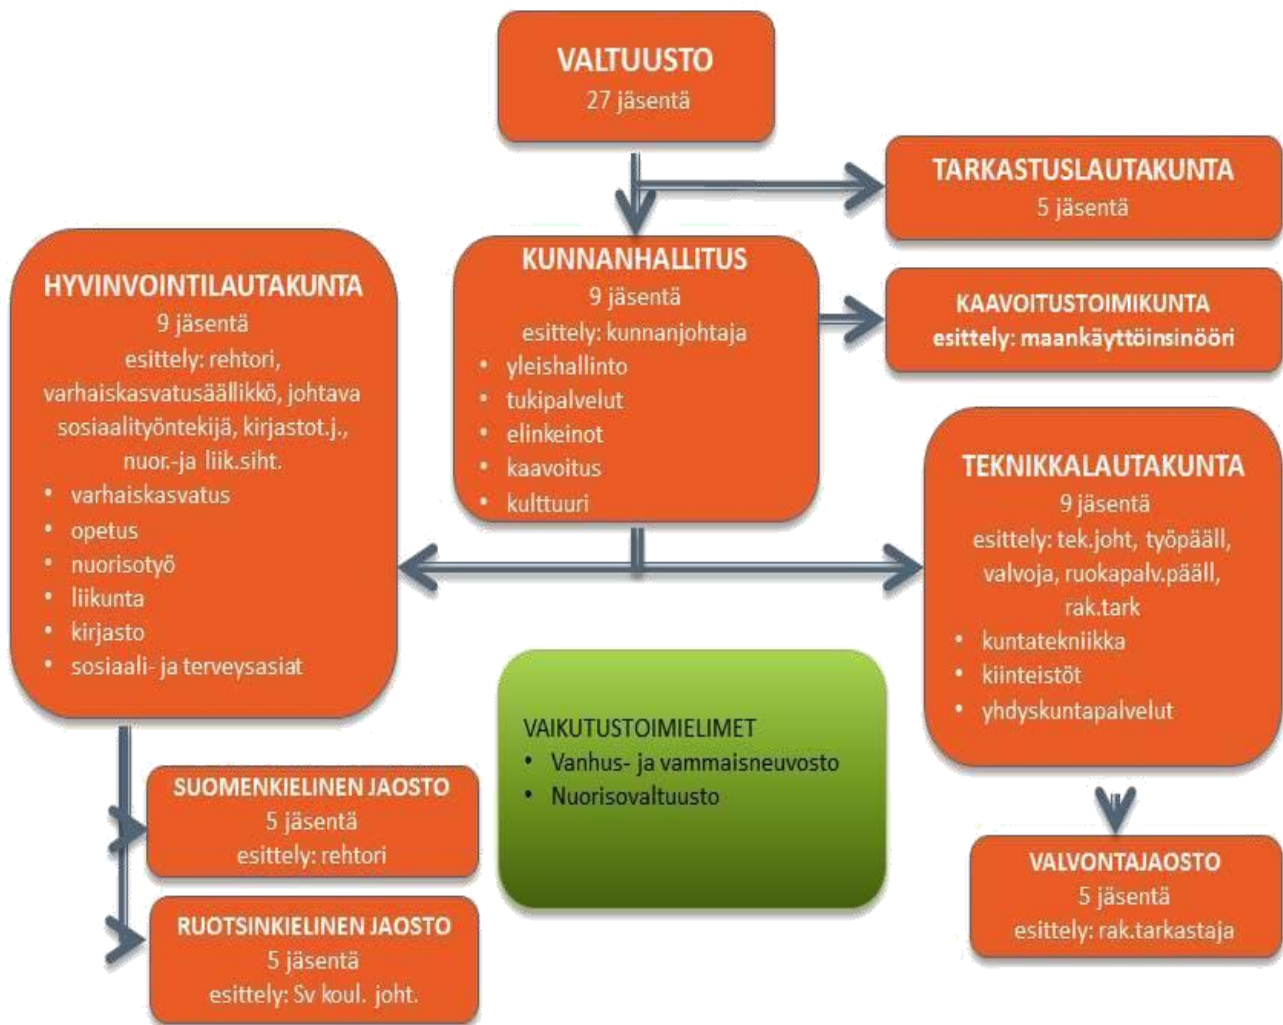 VALTUUSTO
27 jäsentä
TARKASTUSLAUTAKUNTA
5 jäsentä
KUNNANHALLITUS
9 jäsentä
esittely: kunnanjohtaja
• yleishallinto
• tukipalvelut
• elinkeinot
• kaavoitus
• kulttuuri
KAAVOITUSTOIMIKUNTA
esittely: maankäyttöinsinööri
HYVINVOINTILAUTAKUNTA
9 jäsentä
esittely: rehtori,
varhaiskasvatusäällikkö, johtava
sosiaalityöntekijä, kirjastot.j.,
nuor.-ja liik.siht.
• varhaiskasvatus
• opetus
• nuorisotyö
• liikunta
• kirjasto
• sosiaali- ja terveysasiat
TEKNIKKALAUTAKUNTA
9 jäsentä
esittely: tek.joht, työpääll,
valvoja, ruokapalv.pääll,
rak.tark
• kuntatekniikka
• kiinteistöt
• yhdyskuntapalvelut
VAIKUTUSTOIMIELIMET
• Vanhus- ja vammaisneuvosto
• Nuorisovaltuusto
SUOMENKIELINEN JAOSTO
5 jäsentä
esittely: rehtori
RUOTSINKIELINEN JAOSTO
5 jäsentä
esittely: Sv koul. joht.
VALVONTAJAOSTO
5 jäsentä
esittely: rak.tarkastaja